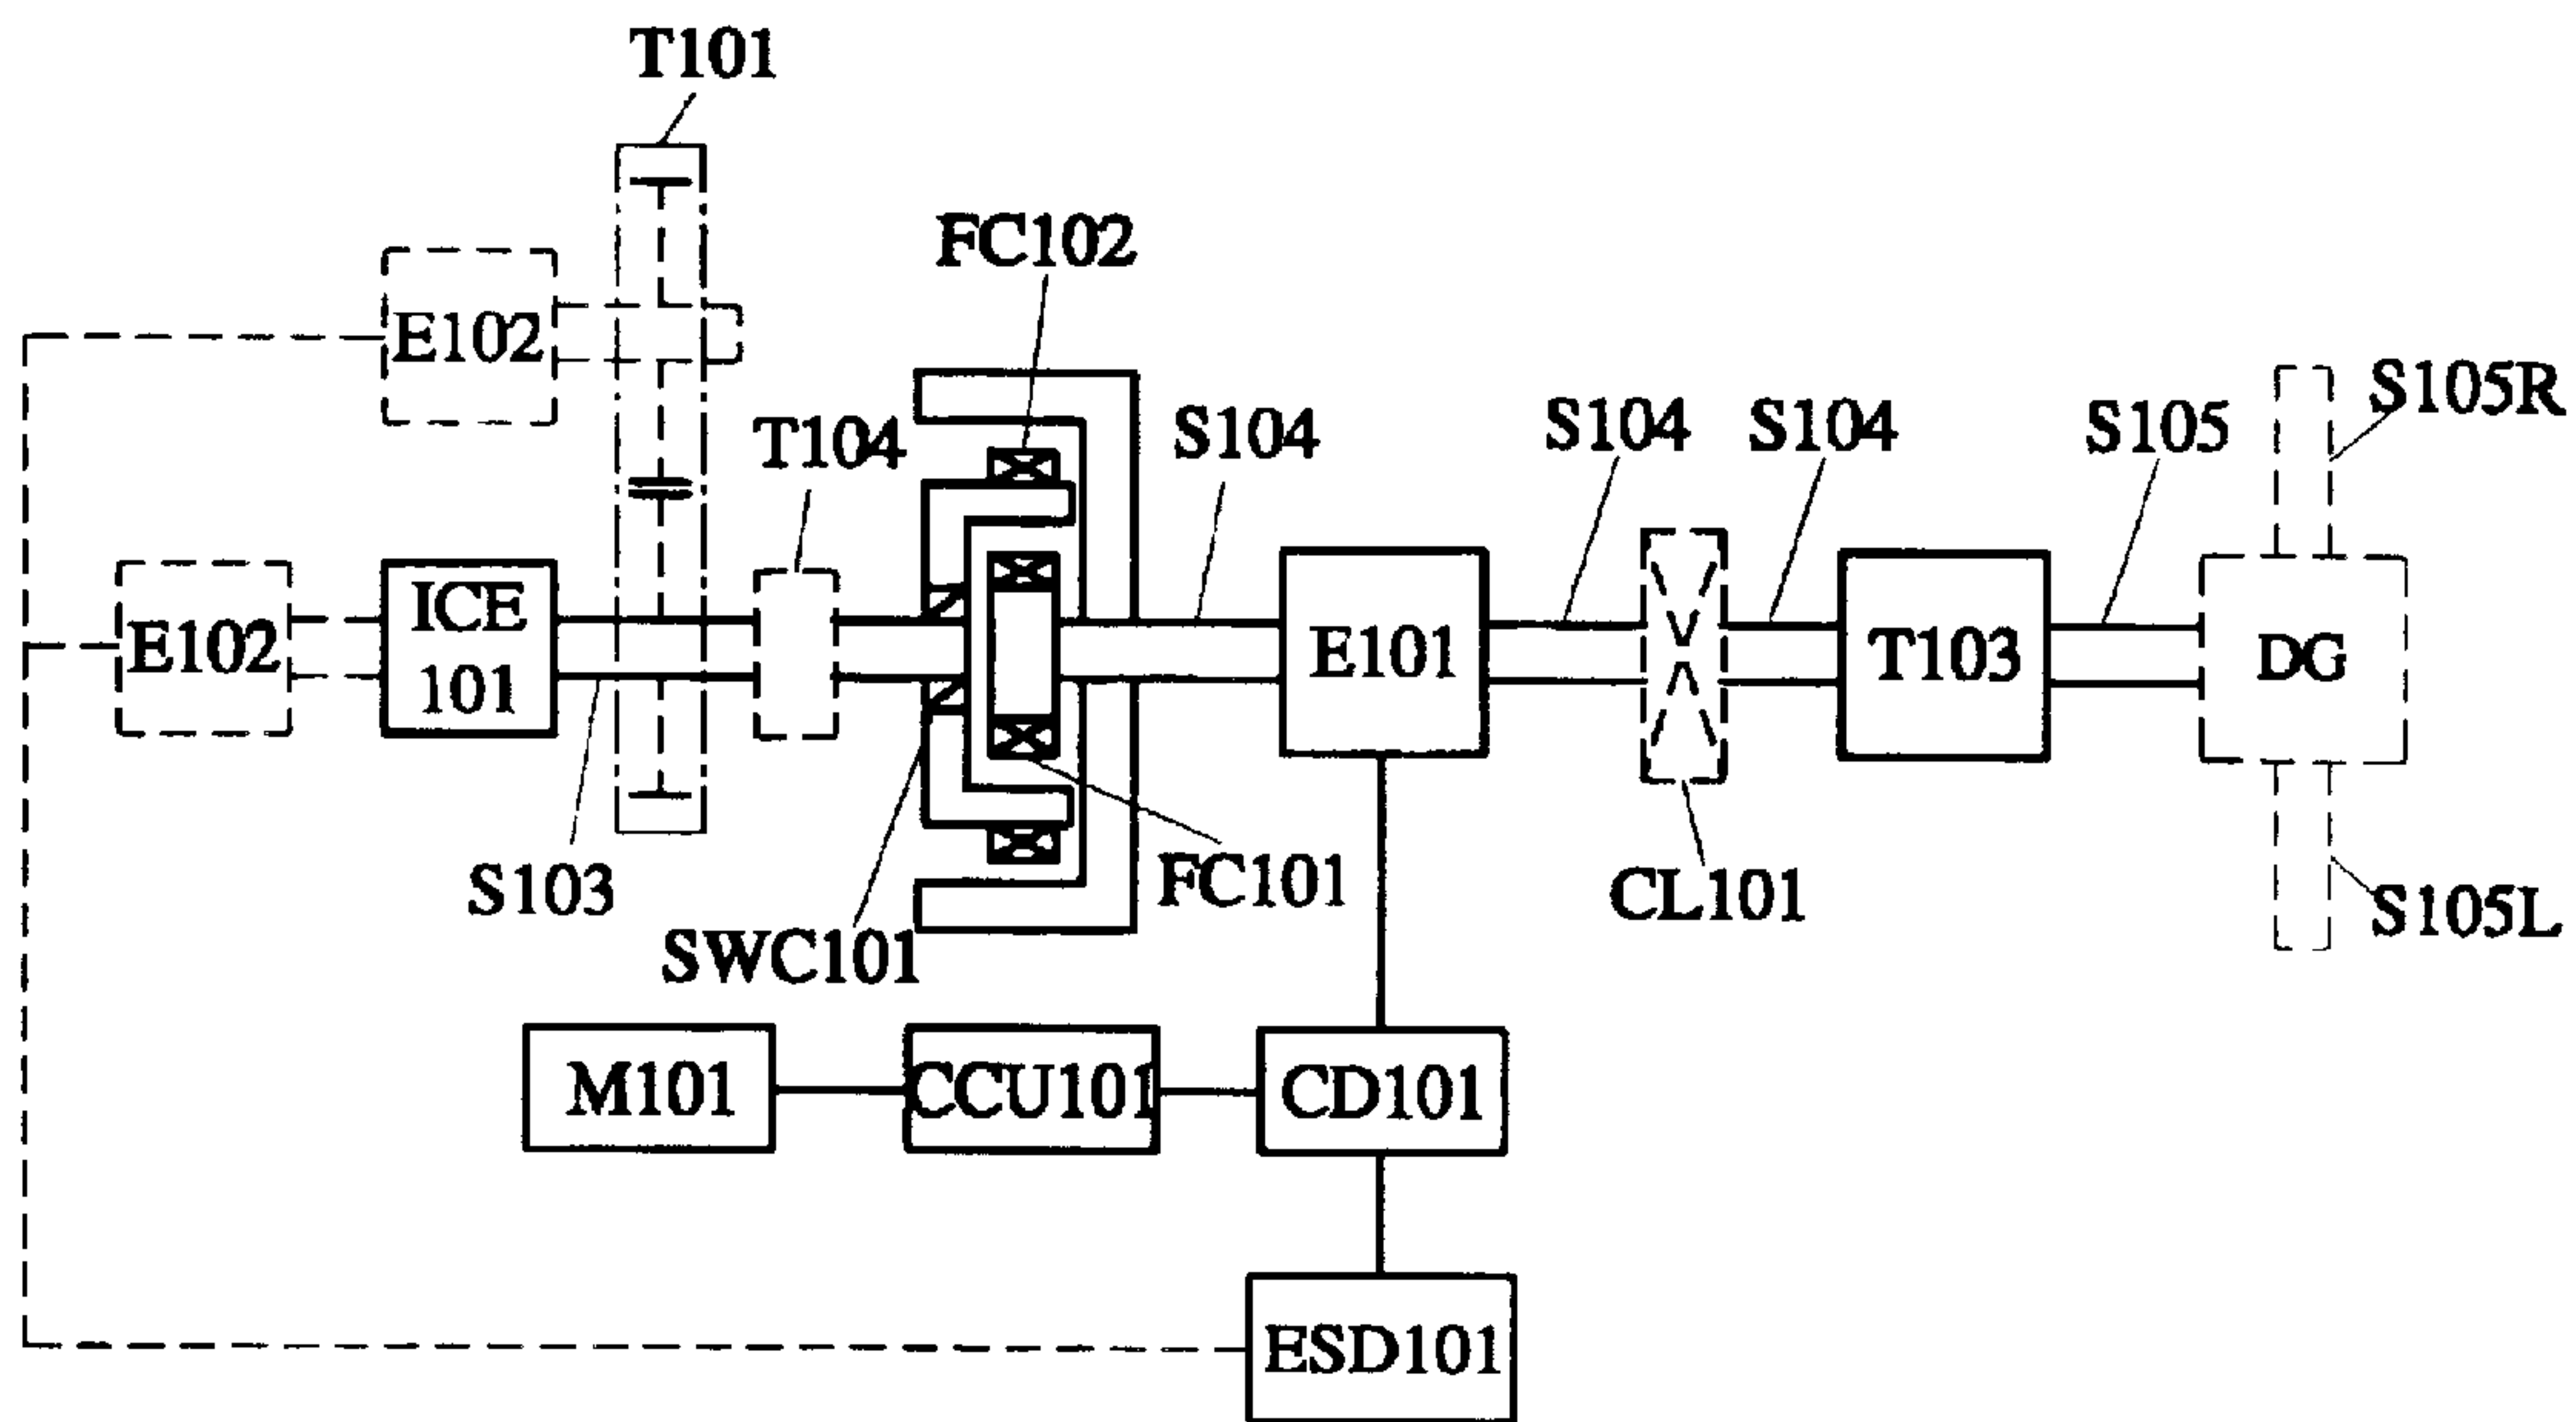 T101
FC102
E102
T104
S104
S104
S104
S105
S105R
E102
ICE
101
E101
T103
DG
S103
SWC101
FC101
CL101
S105L
M101
CCU101
CD101
ESD101